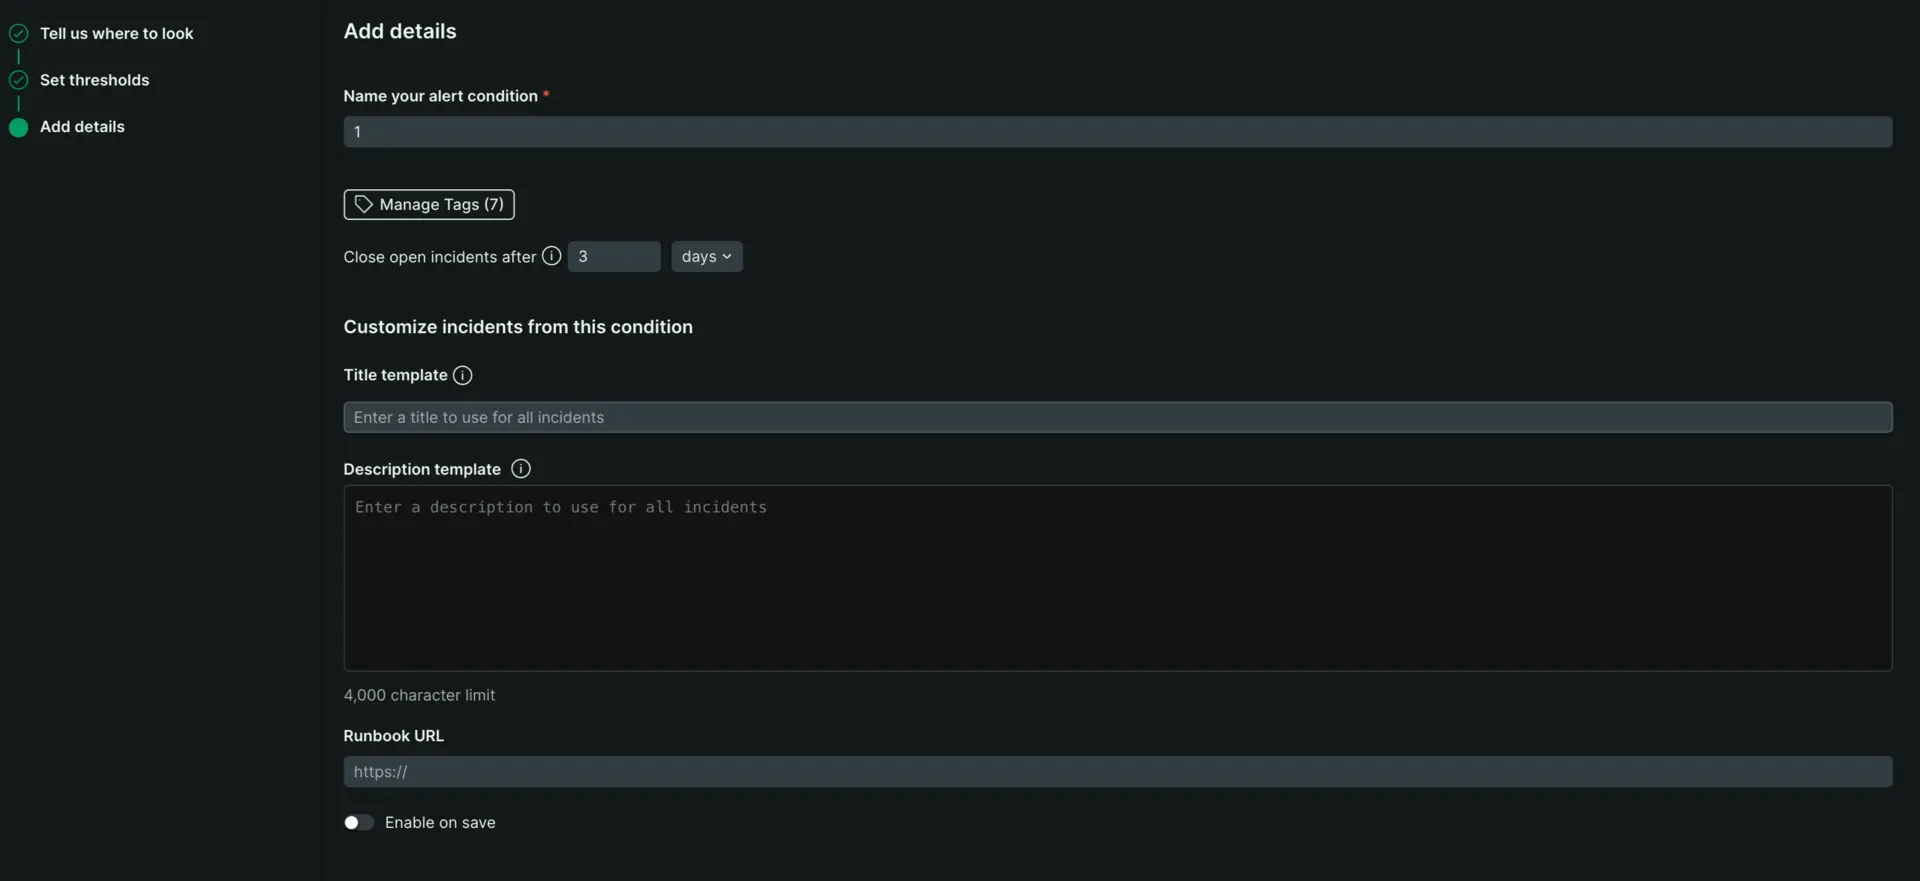 Tell us where to look
Set thresholds
Add details
Add details
Name your alert condition *
1
Manage Tags (7)
Close open incidents after 3 days
Customize incidents from this condition
Title template
Enter a title to use for all incidents
Description template
Enter a description to use for all incidents
4,000 character limit
Runbook URL
https://
Enable on save